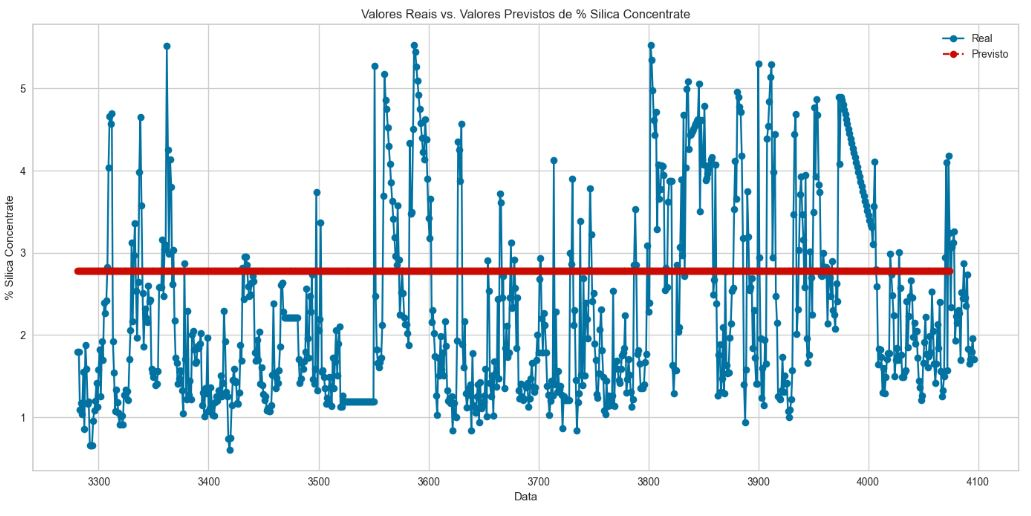 Valores Reais vs. Valores Previstos de % Silica Concentrate
Real
Previsto
% Silica Concentrate
5
4
3
2
1
3300 3400 3500 3600 3700 3800 3900 4000 4100
Data